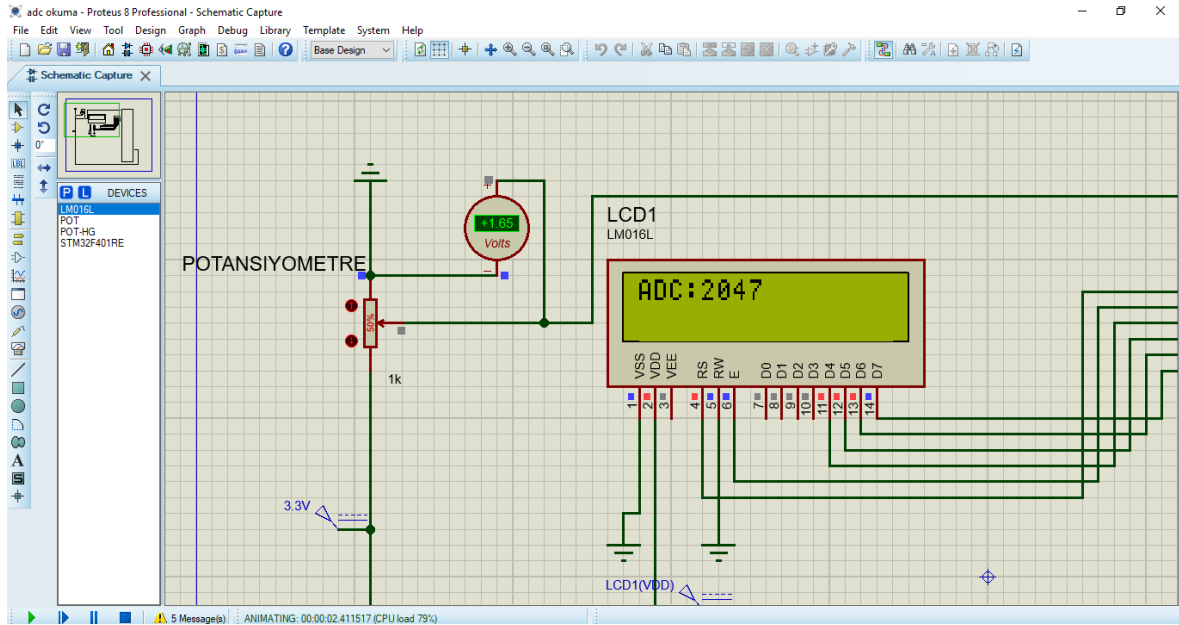 adc okuma - Proteus 8 Professional - Schematic Capture
File Edit View Tool Design Graph Debug Library Template System Help
Base Design
Schematic Capture
0°
LBL
P L DEVICES
LM016L
POT
POT-HG
STM32F401RE
A
S
+1.65
Volts
POTANSIYOMETRE
50%
1k
3.3V
LCD1
LM016L
ADC:2047
VSS VDD VEE RS RW E D0 D1 D2 D3 D4 D5 D6 D7
1 2 3 4 5 6 7 8 9 10 11 12 13 14
LCD1(VDD)
5 Message(s) ANIMATING: 00:00:02.411517 (CPU load 79%)